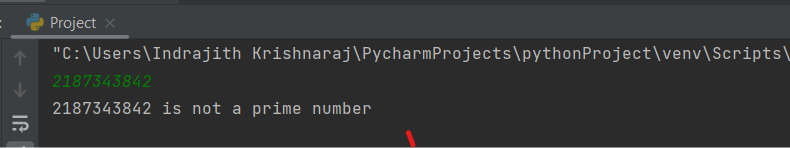 : Project ×
"C:\Users\Indrajith Krishnaraj\PycharmProjects\pythonProject\venv\Scripts\
2187343842
2187343842 is not a prime number